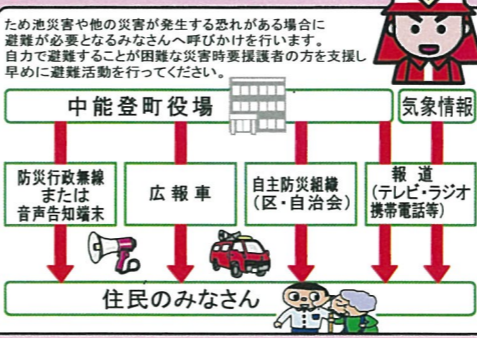 ため池災害や他の災害が発生する恐れがある場合に
避難が必要となるみなさんへ呼びかけを行います。
自力で避難することが困難な災害時要援護者の方を支援し
早めに避難活動を行ってください。
中能登町役場
気象情報
防災行政無線
または
音声告知端末
広報車
自主防災組織
（区・自治会）
報道
（テレビ・ラジオ
携帯電話等）
住民のみなさん